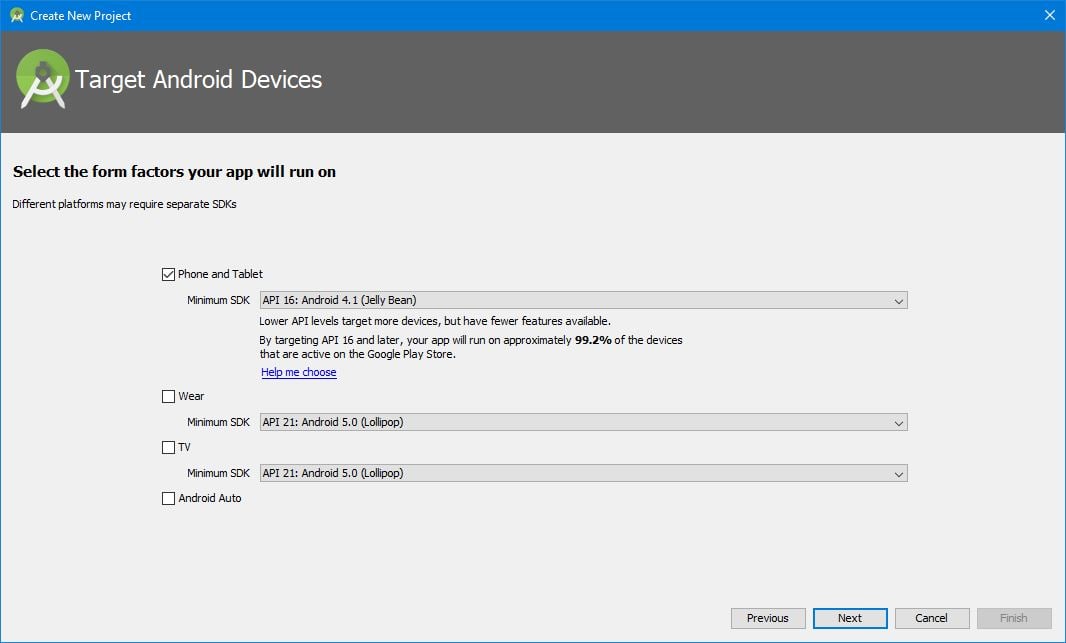 Create New Project
Target Android Devices
Select the form factors your app will run on
Different platforms may require separate SDKs
Phone and Tablet
Minimum SDK API 16: Android 4.1 (Jelly Bean)
Lower API levels target more devices, but have fewer features available.
By targeting API 16 and later, your app will run on approximately 99.2% of the devices
that are active on the Google Play Store.
Help me choose
Wear
Minimum SDK API 21: Android 5.0 (Lollipop)
TV
Minimum SDK API 21: Android 5.0 (Lollipop)
Android Auto
Previous Next Cancel Finish